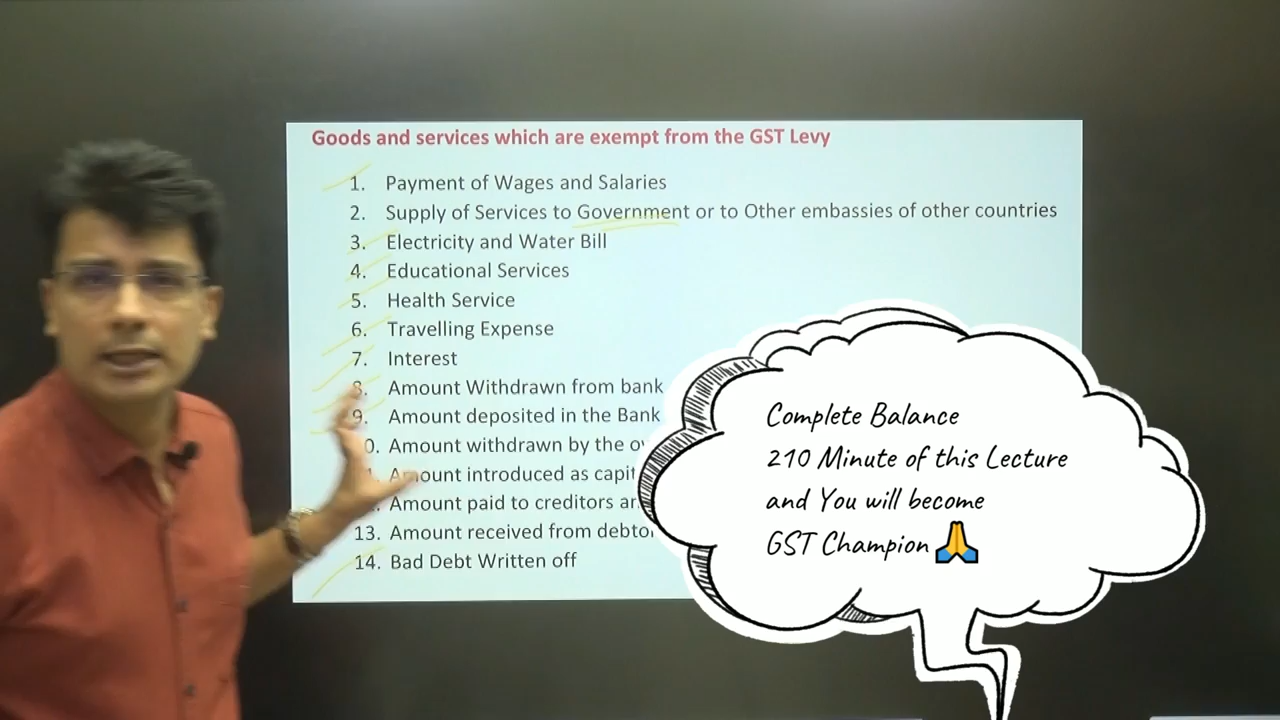 Goods and services which are exempt from the GST Levy
1. Payment of Wages and Salaries
2. Supply of Services to Government or to Other embassies of other countries
3. Electricity and Water Bill
4. Educational Services
5. Health Service
6. Travelling Expense
7. Interest
8. Amount Withdrawn from bank
9. Amount deposited in the Bank
0. Amount withdrawn by the
Amount introduced as
Amount paid to creditors
13. Amount received from
14. Bad Debt Written off
Complete Balance
210 Minute of this Lecture
and You will become
GST Champion 🙏